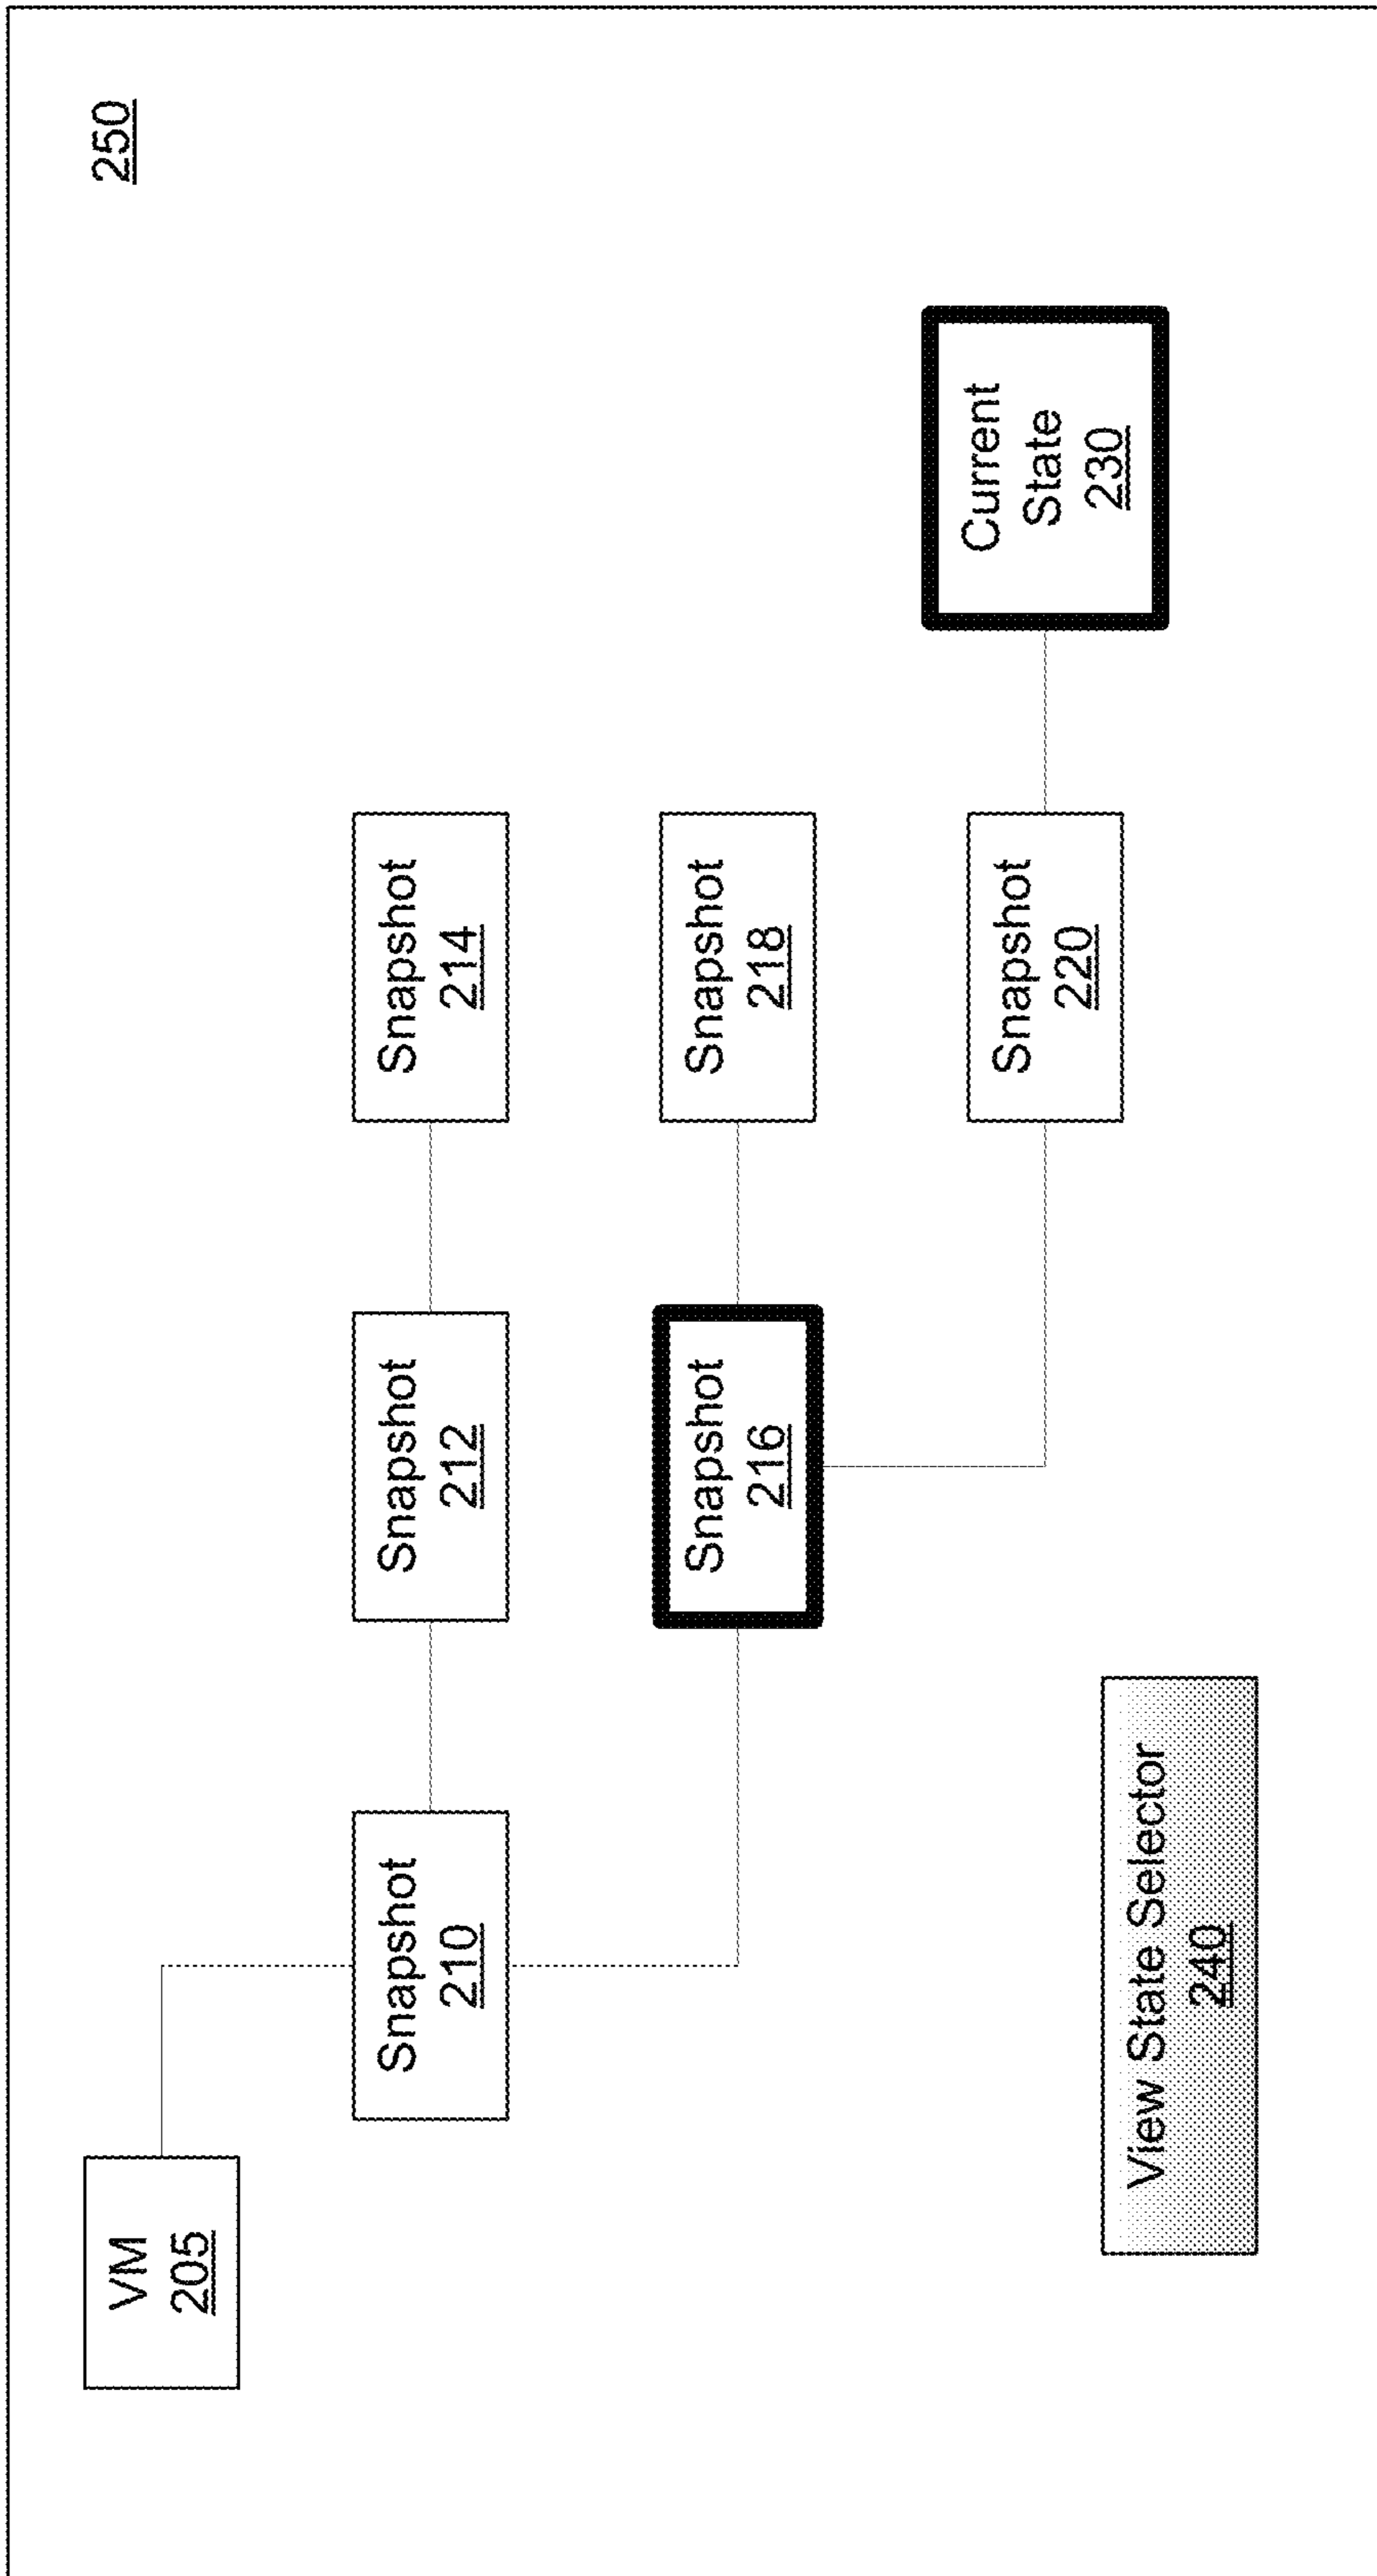 250
VM
205
Snapshot
210
Snapshot
212
Snapshot
214
Snapshot
216
Snapshot
218
Snapshot
220
Current
State
230
View State Selector
240